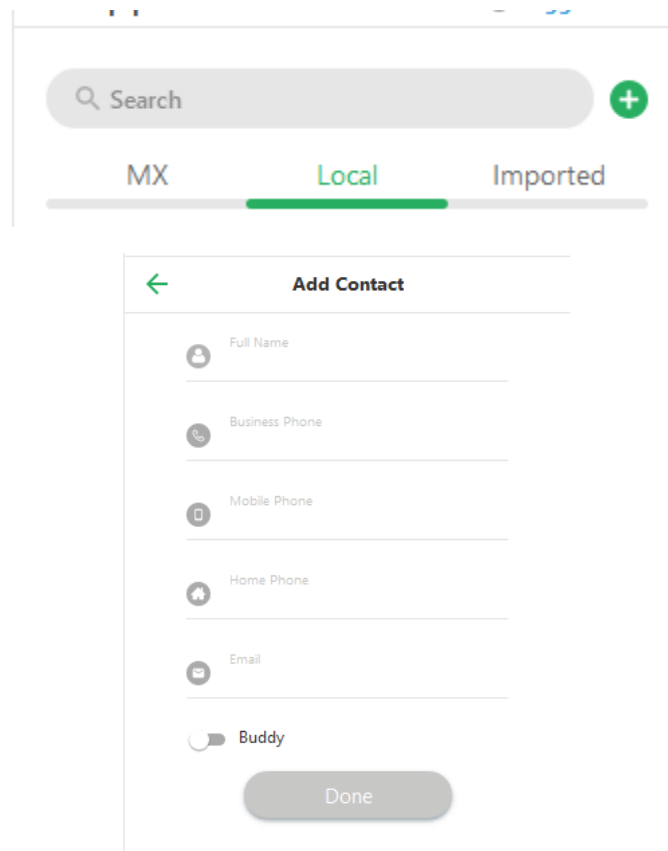 Search
MX Local Imported
Add Contact
Full Name
Business Phone
Mobile Phone
Home Phone
Email
Buddy
Done